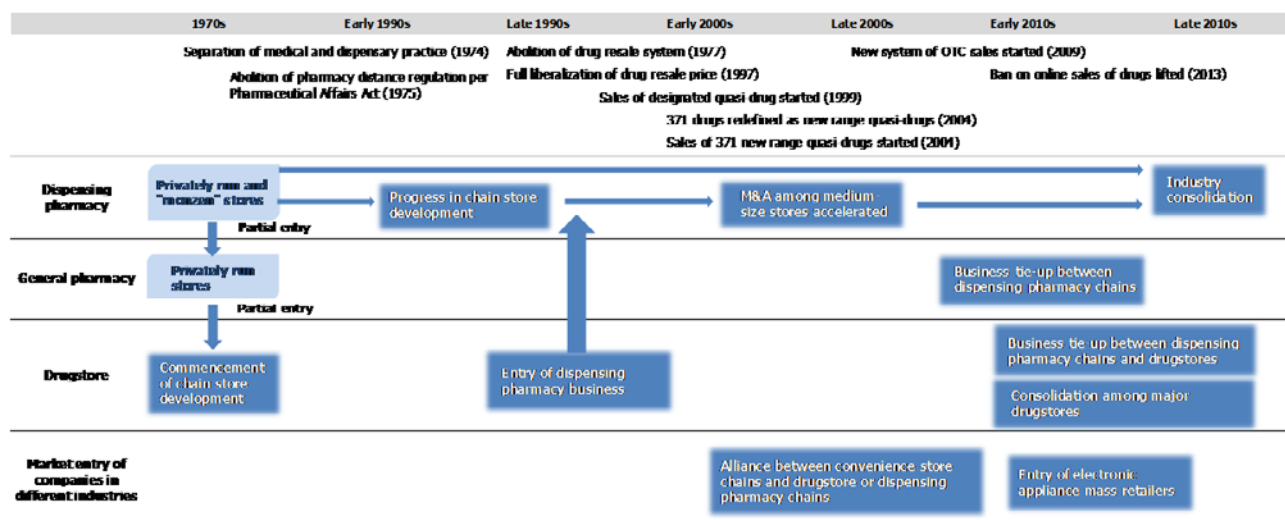 1970s Early 1990s Late 1990s Early 2000s Late 2000s Early 2010s Late 2010s
Separation of medical and dispensary practice (1974)
Abolition of pharmacy distance regulation per
Pharmaceutical Affairs Act (1975)
Abolition of drug resale system (1977)
Full liberalization of drug resale price (1997)
Sales of designated quasi drug started (1999)
371 drugs redefined as new range quasi-drugs (2004)
Sales of 371 new range quasi drugs started (2004)
New system of OTC sales started (2009)
Ban on online sales of drugs lifted (2013)
Dispensing
pharmacy
Privately run and
"monzen" stores
Progress in chain store
development
M&A among medium-
size stores accelerated
Industry
consolidation
Partial entry
General pharmacy
Privately run
stores
Business tie-up between
dispensing pharmacy chains
Partial entry
Drugstore
Commencement
of chain store
development
Entry of dispensing
pharmacy business
Business tie up between dispensing
pharmacy chains and drugstores
Consolidation among major
drugstores
Market entry of
companies in
different industries
Alliance between convenience store
chains and drugstore or dispensing
pharmacy chains
Entry of electronic
appliance mass retailers